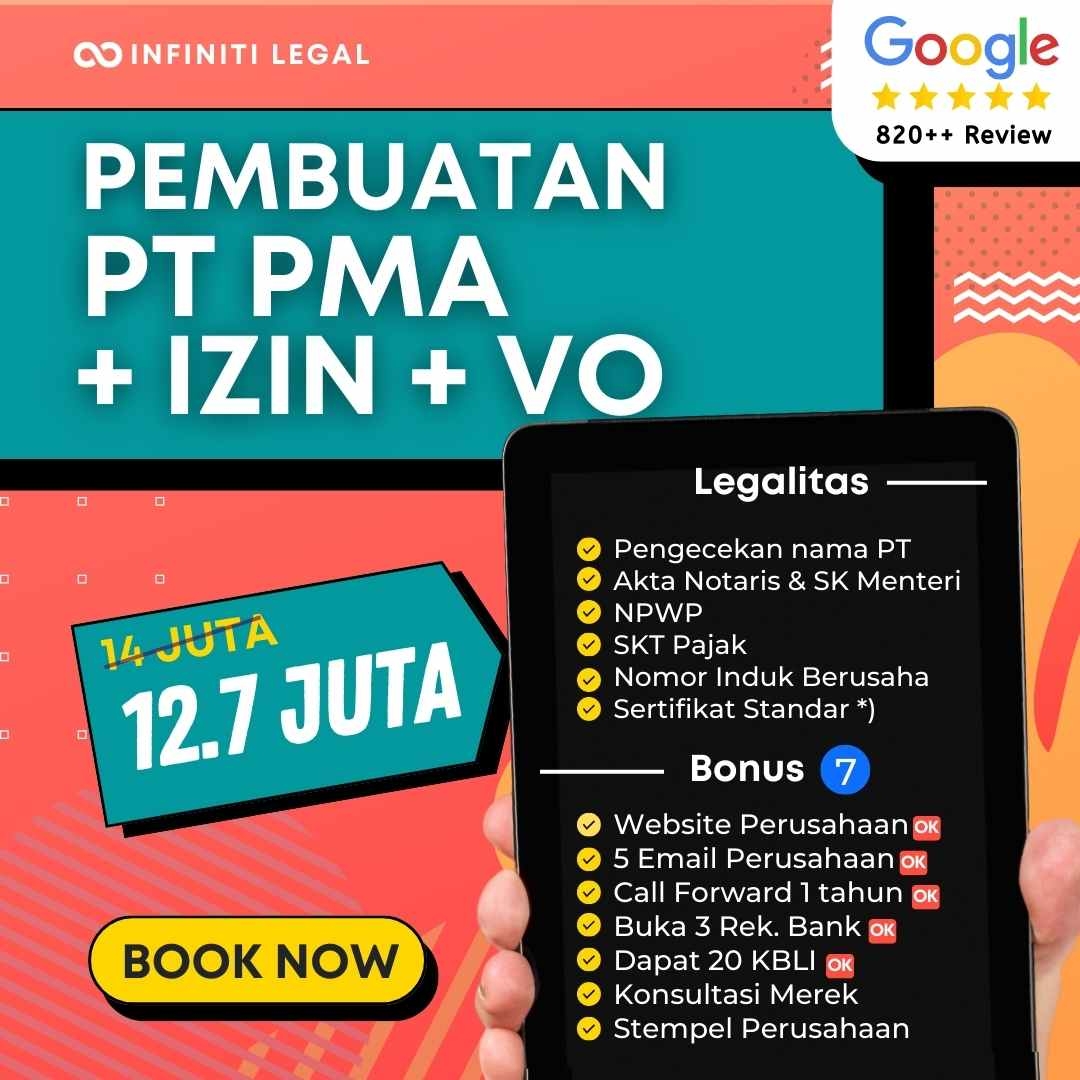 INFINITI LEGAL
Google
820++ Review
PEMBUATAN
PT PMA
+ IZIN + VO
14 JUTA
12.7 JUTA
BOOK NOW
Legalitas
Pengecekan nama PT
Akta Notaris & SK Menteri
NPWP
SKT Pajak
Nomor Induk Berusaha
Sertifikat Standar *)
Bonus 7
Website Perusahaan OK
5 Email Perusahaan OK
Call Forward 1 tahun OK
Buka 3 Rek. Bank OK
Dapat 20 KBLI OK
Konsultasi Merek
Stempel Perusahaan